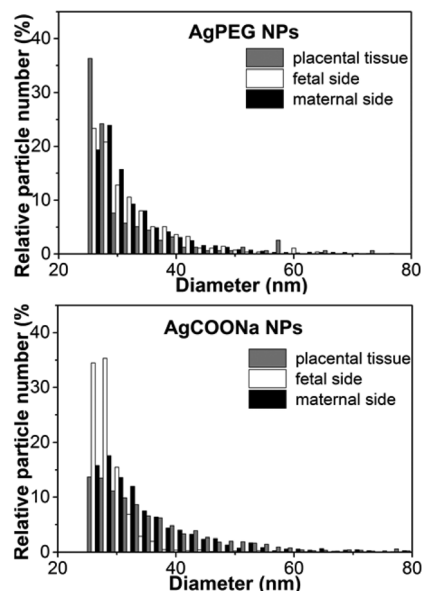 AgPEG NPs
placental tissue
fetal side
maternal side
Relative particle number (%)
40
30
20
10
0
20 40 60 80
Diameter (nm)
AgCOONa NPs
placental tissue
fetal side
maternal side
Relative particle number (%
40
30
20
10
0
20 40 60 80
Diameter (nm)